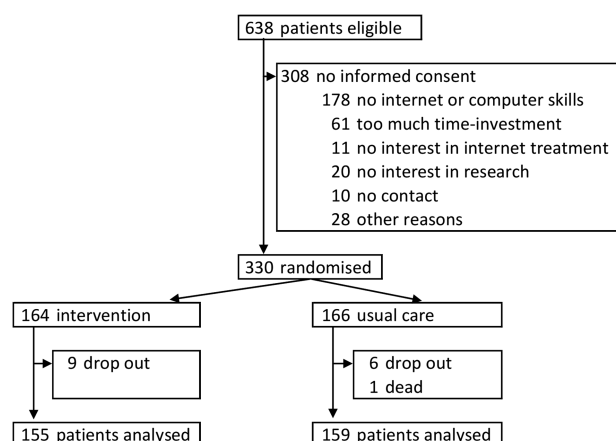 638 patients eligible
308 no informed consent
178 no internet or computer skills
61 too much time-investment
11 no interest in internet treatment
20 no interest in research
10 no contact
28 other reasons
330 randomised
164 intervention
166 usual care
9 drop out
6 drop out
1 dead
155 patients analysed
159 patients analysed